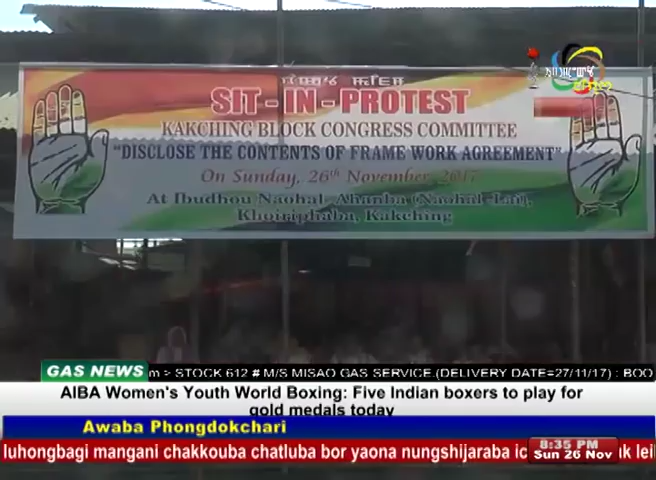 SIT-IN-PROTEST
KAKCHING BLOCK CONGRESS COMMITTEE
"DISCLOSE THE CONTENTS OF FRAME WORK AGREEMENT"
On Sunday, 26th November, 2017
At Ibudhou Naohal Ahanba (Naohal Lai),
Khoiriphaba, Kakching
GAS NEWS
m > STOCK 612 # M/S MISAO GAS SERVICE.(DELIVERY DATE=27/11/17) : BOO
AIBA Women's Youth World Boxing: Five Indian boxers to play for
gold medals today
Awaba Phongdokchari
luhongbagi mangani chakkouba chatluba bor yaona nungshijaraba ic
8:35 PM
Sun 26 Nov